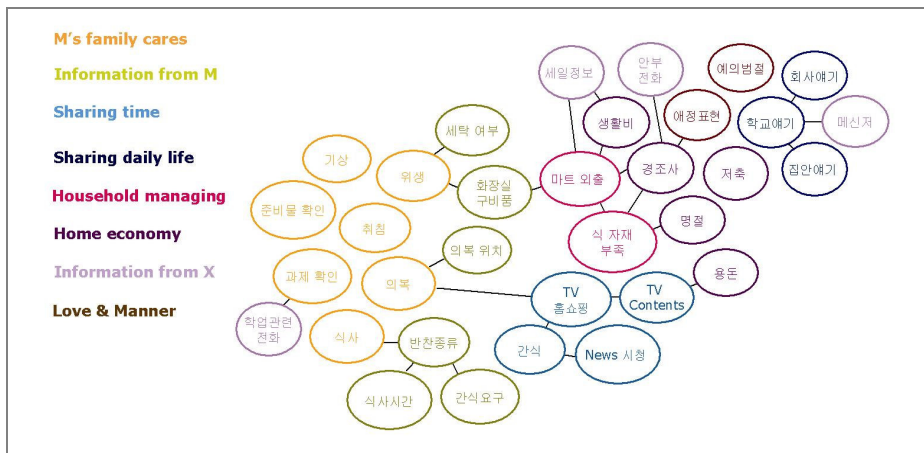 M's family cares
Information from M
Sharing time
Sharing daily life
Household managing
Home economy
Information from X
Love & Manner
세일정보
안부
전화
예의범절
회사얘기
생활비
애정표현
학교얘기
메신저
세탁 여부
기상
위생
화장실
구비품
마트 외출
경조사
저축
집안얘기
준비물 확인
취침
식 자재
부족
명절
의복 위치
과제 확인
의복
TV
홈쇼핑
TV
Contents
용돈
학업관련
전화
식사
반찬종류
간식
News 시청
식사시간
간식요구